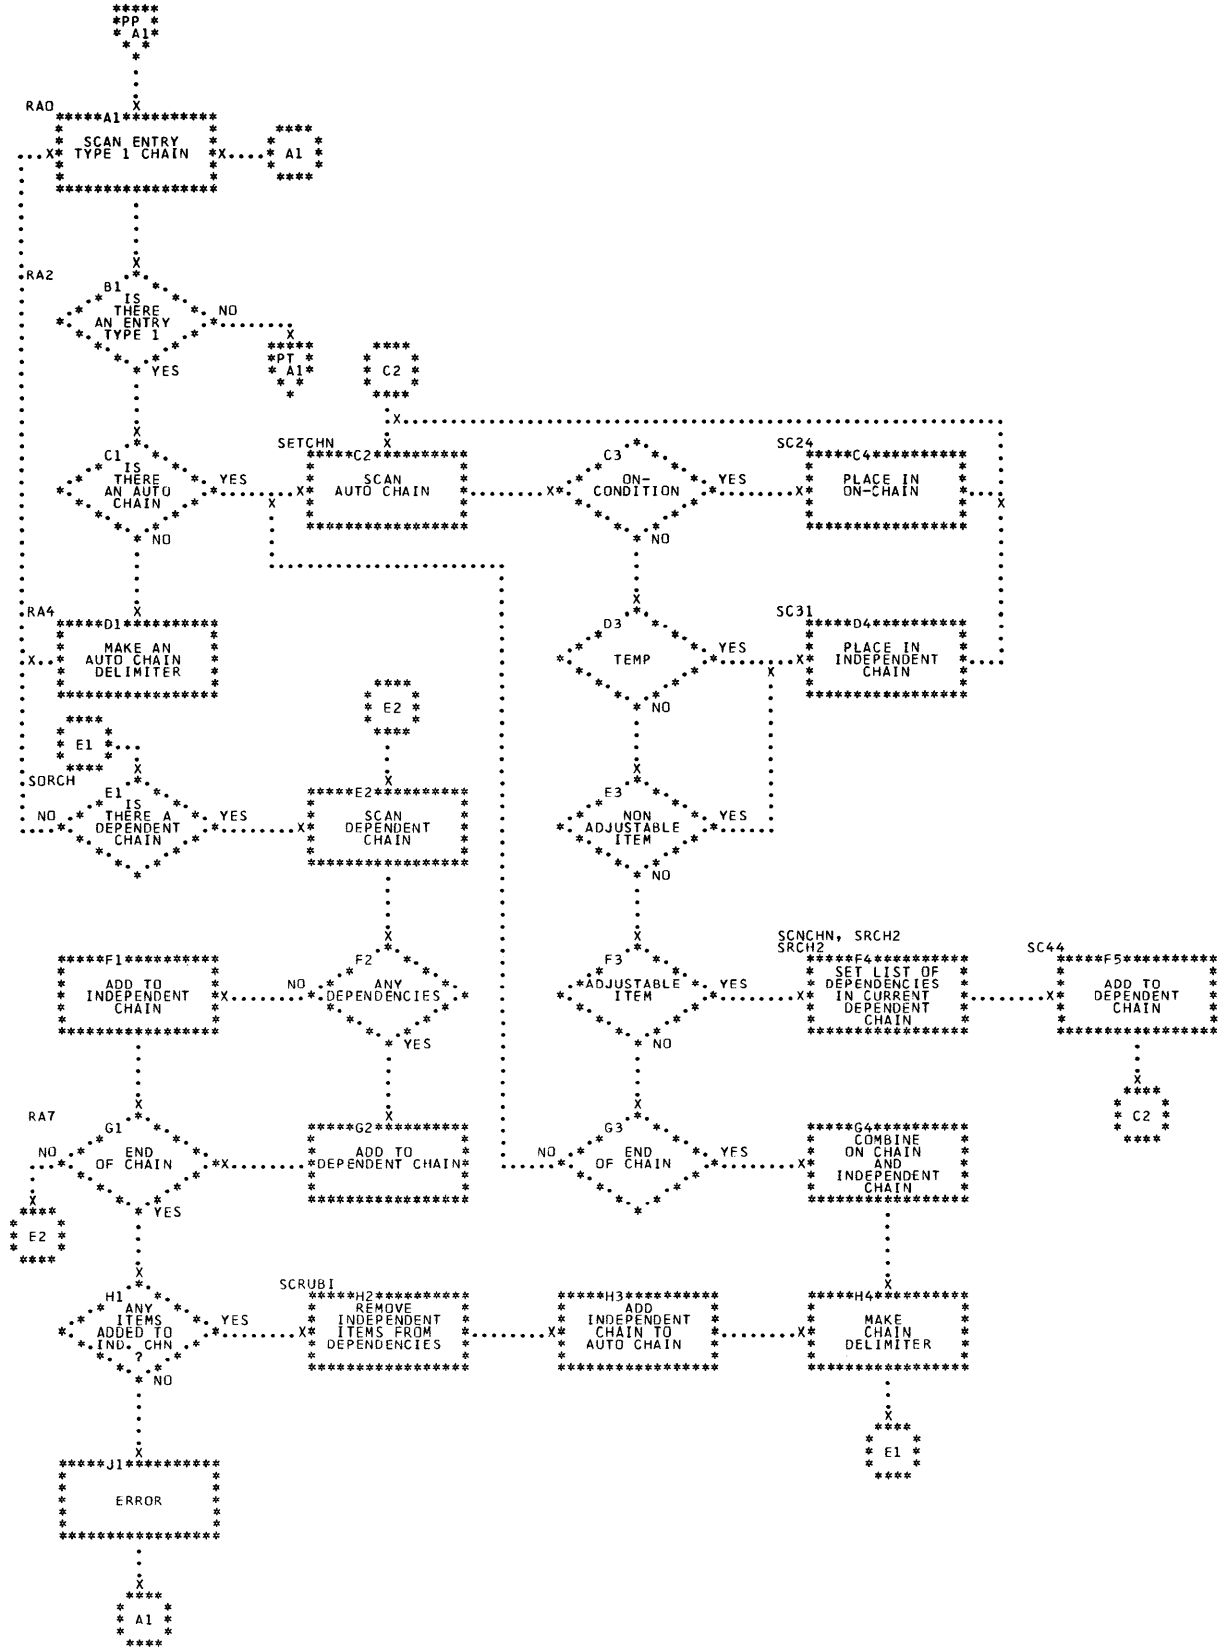 PP
A1
RA0
A1
SCAN ENTRY
TYPE 1 CHAIN
A1
RA2
B1
IS
THERE
AN ENTRY
TYPE 1
NO
YES
PT
A1
C2
C1
IS
THERE
AN AUTO
CHAIN
YES
NO
SETCHN
C2
SCAN
AUTO CHAIN
C3
ON-
CONDITION
YES
NO
SC24
C4
PLACE IN
ON-CHAIN
RA4
D1
MAKE AN
AUTO CHAIN
DELIMITER
D3
TEMP
YES
NO
SC31
D4
PLACE IN
INDEPENDENT
CHAIN
E1
E2
SORCH
E1
IS
THERE A
DEPENDENT
CHAIN
NO
YES
E2
SCAN
DEPENDENT
CHAIN
E3
NON
ADJUSTABLE
ITEM
YES
NO
F1
ADD TO
INDEPENDENT
CHAIN
F2
ANY
DEPENDENCIES
NO
YES
F3
ADJUSTABLE
ITEM
YES
NO
SCNCHN, SRCH2
SRCH2
F4
SET LIST OF
DEPENDENCIES
IN CURRENT
DEPENDENT
CHAIN
SC44
F5
ADD TO
DEPENDENT
CHAIN
C2
RA7
G1
END
OF CHAIN
NO
YES
E2
G2
ADD TO
DEPENDENT CHAIN
G3
END
OF CHAIN
NO
YES
G4
COMBINE
ON CHAIN
AND
INDEPENDENT
CHAIN
H1
ANY
ITEMS
ADDED TO
IND. CHN
?
YES
NO
SCRUBI
H2
REMOVE
INDEPENDENT
ITEMS FROM
DEPENDENCIES
H3
ADD
INDEPENDENT
CHAIN TO
AUTO CHAIN
H4
MAKE
CHAIN
DELIMITER
E1
J1
ERROR
A1